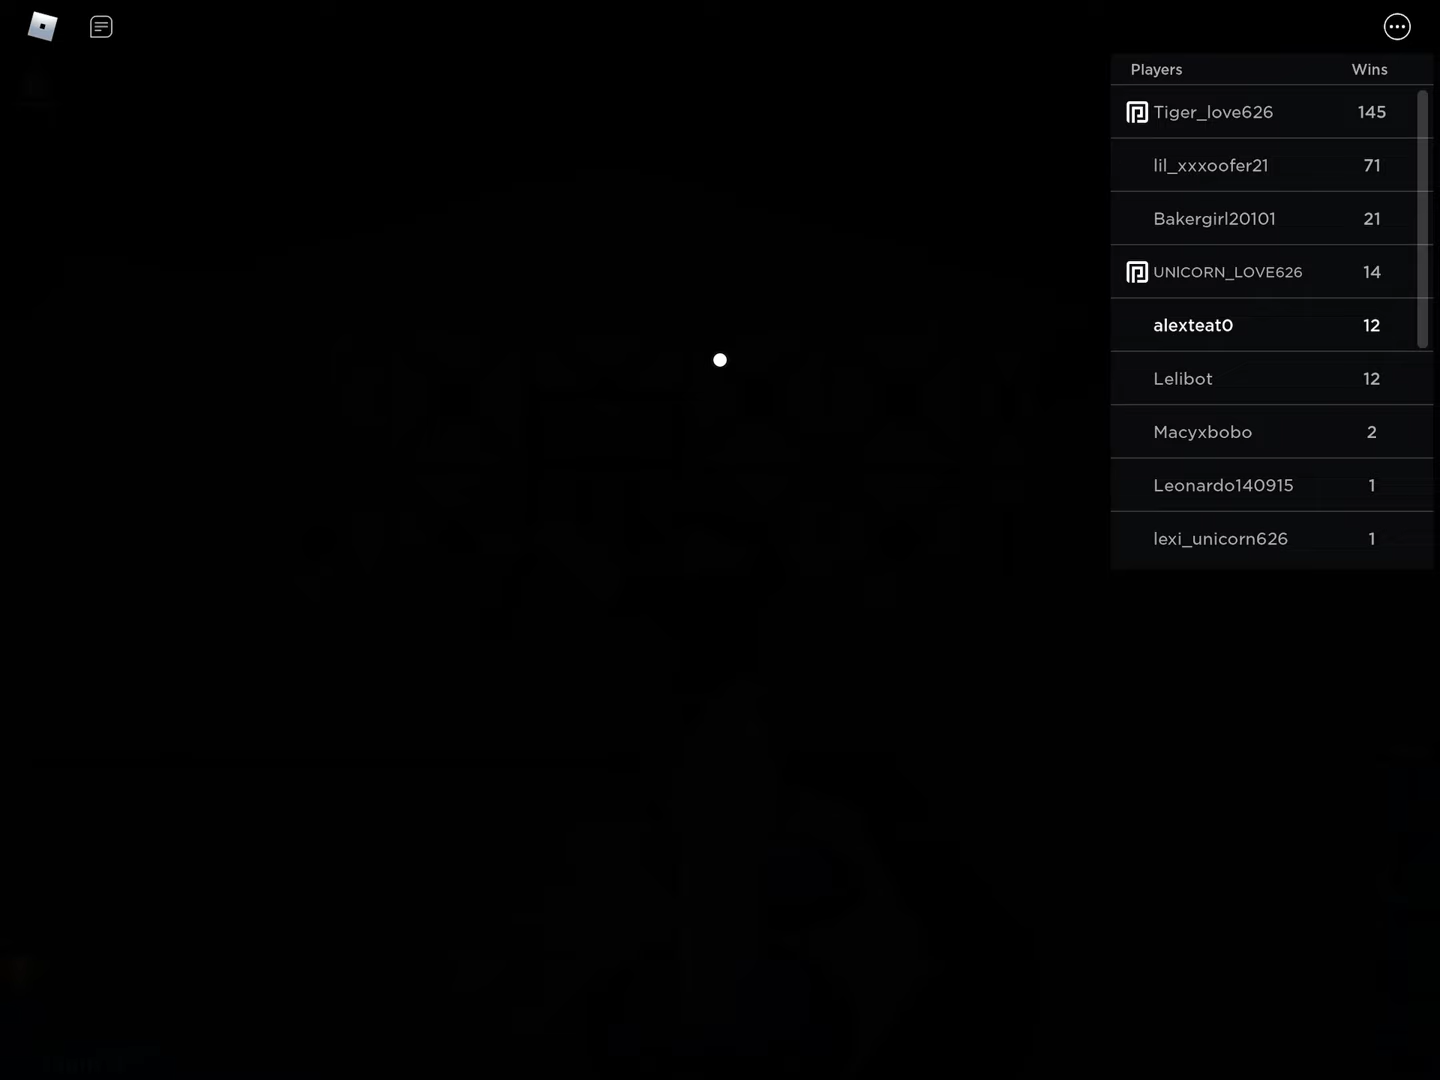 Players Wins
Tiger_love626 145
lil_xxxoofer21 71
Bakergirl20101 21
UNICORN_LOVE626 14
alexteat0 12
Lelibot 12
Macyxbobo 2
Leonardo140915 1
lexi_unicorn626 1